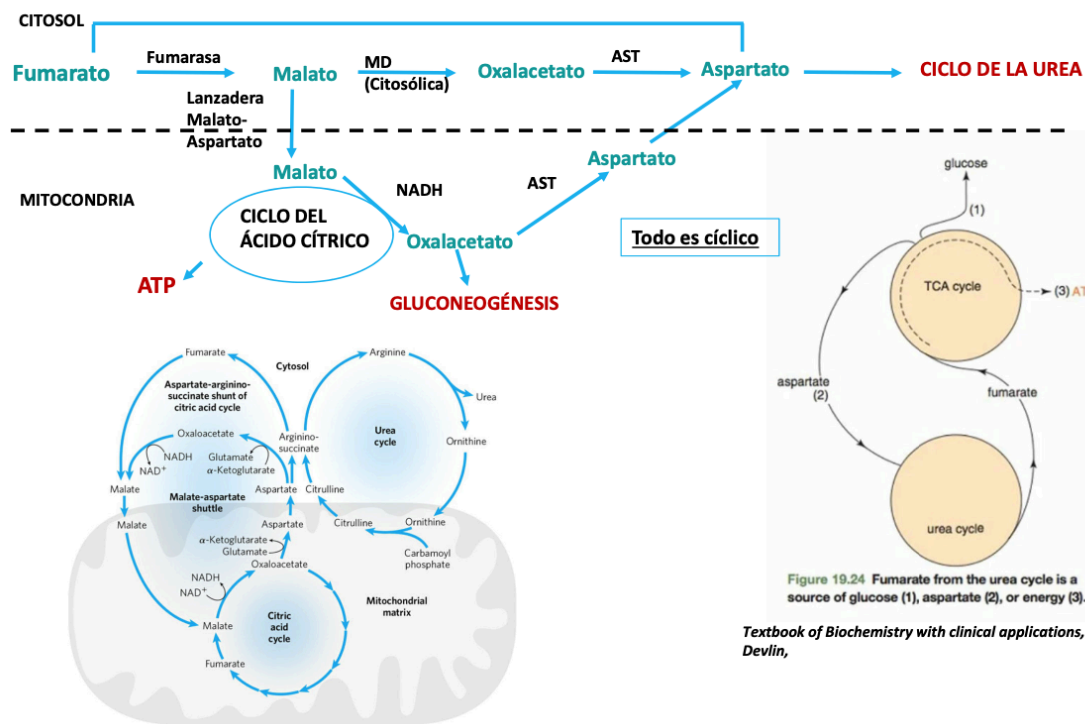 CITOSOL
Fumarato
Fumarasa
Malato
MD
(Citosólica)
Oxalacetato
AST
Aspartato
CICLO DE LA UREA
Lanzadera
Malato-
Aspartato
MITOCONDRIA
Malato
NADH
AST
Aspartato
CICLO DEL
ÁCIDO CÍTRICO
Oxalacetato
ATP
GLUCONEOGÉNESIS
Todo es cíclico
Fumarate
Cytosol
Arginine
Aspartate-arginino-
succinate shunt of
citric acid cycle
Urea
Oxaloacetate
Arginino-
succinate
Urea
cycle
Ornithine
NADH
NAD+
Glutamate
α-Ketoglutarate
Malate
Malate-aspartate
shuttle
Aspartate
Citrulline
Malate
Aspartate
Citrulline
Ornithine
α-Ketoglutarate
Glutamate
Carbamoyl
phosphate
Oxaloacetate
NADH
NAD+
Mitochondrial
matrix
Malate
Citric
acid
cycle
Fumarate
glucose
(1)
TCA cycle
(3) AT
aspartate
(2)
fumarate
urea cycle
Figure 19.24 Fumarate from the urea cycle is a
source of glucose (1), aspartate (2), or energy (3).
Textbook of Biochemistry with clinical applications,
Devlin,